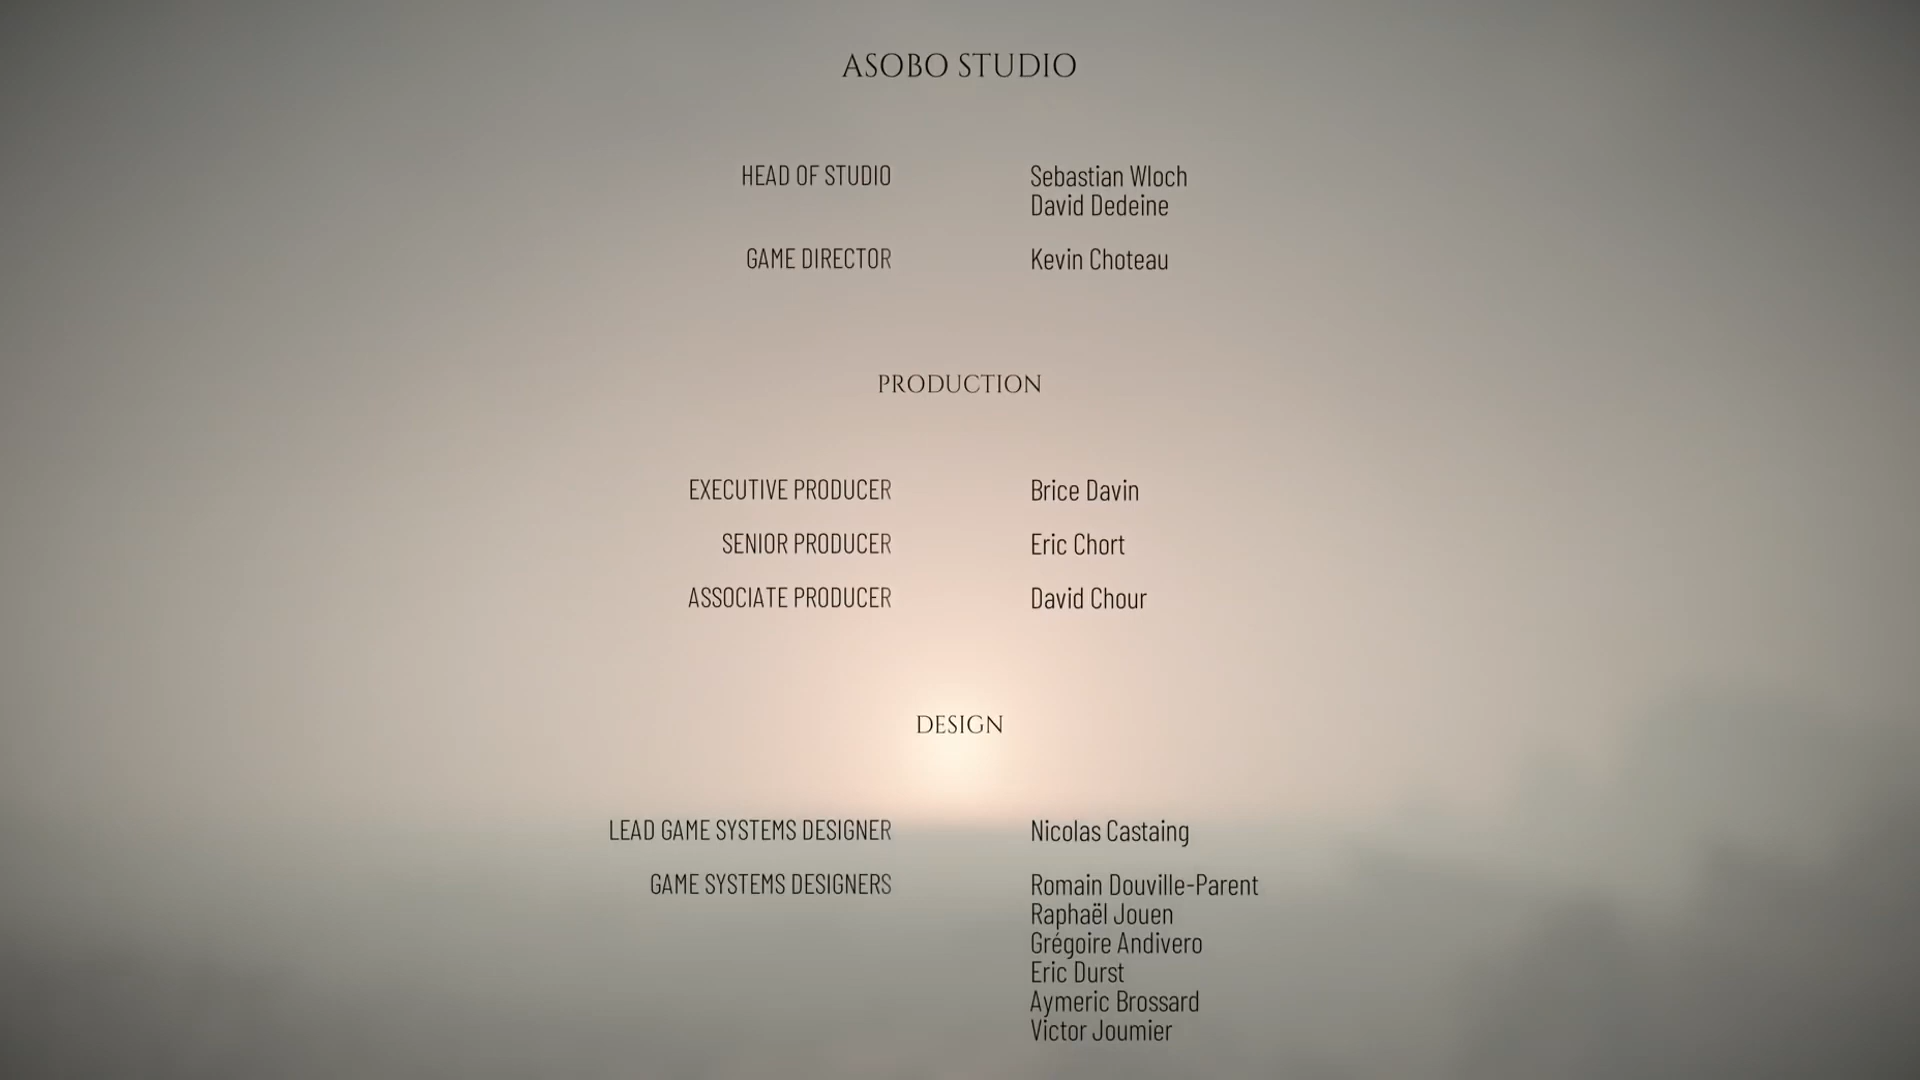 ASOBO STUDIO
HEAD OF STUDIO Sebastian Wloch
David Dedeine
GAME DIRECTOR Kevin Choteau
PRODUCTION
EXECUTIVE PRODUCER Brice Davin
SENIOR PRODUCER Eric Chort
ASSOCIATE PRODUCER David Chour
DESIGN
LEAD GAME SYSTEMS DESIGNER Nicolas Castaing
GAME SYSTEMS DESIGNERS Romain Douville-Parent
Raphaël Jouen
Grégoire Andivero
Eric Durst
Aymeric Brossard
Victor Joumier